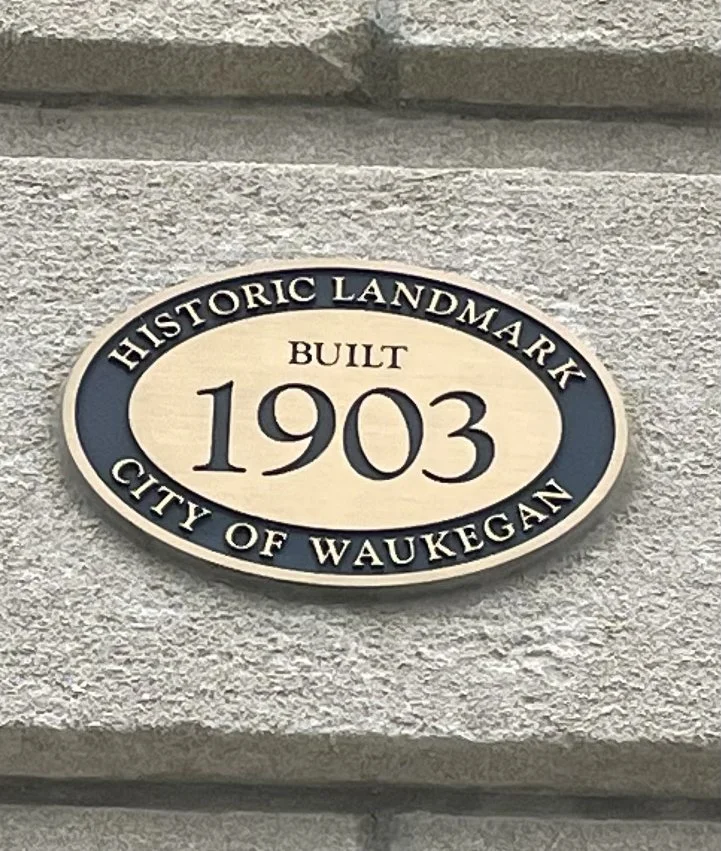 HISTORIC LANDMARK
BUILT
1903
CITY OF WAUKEGAN